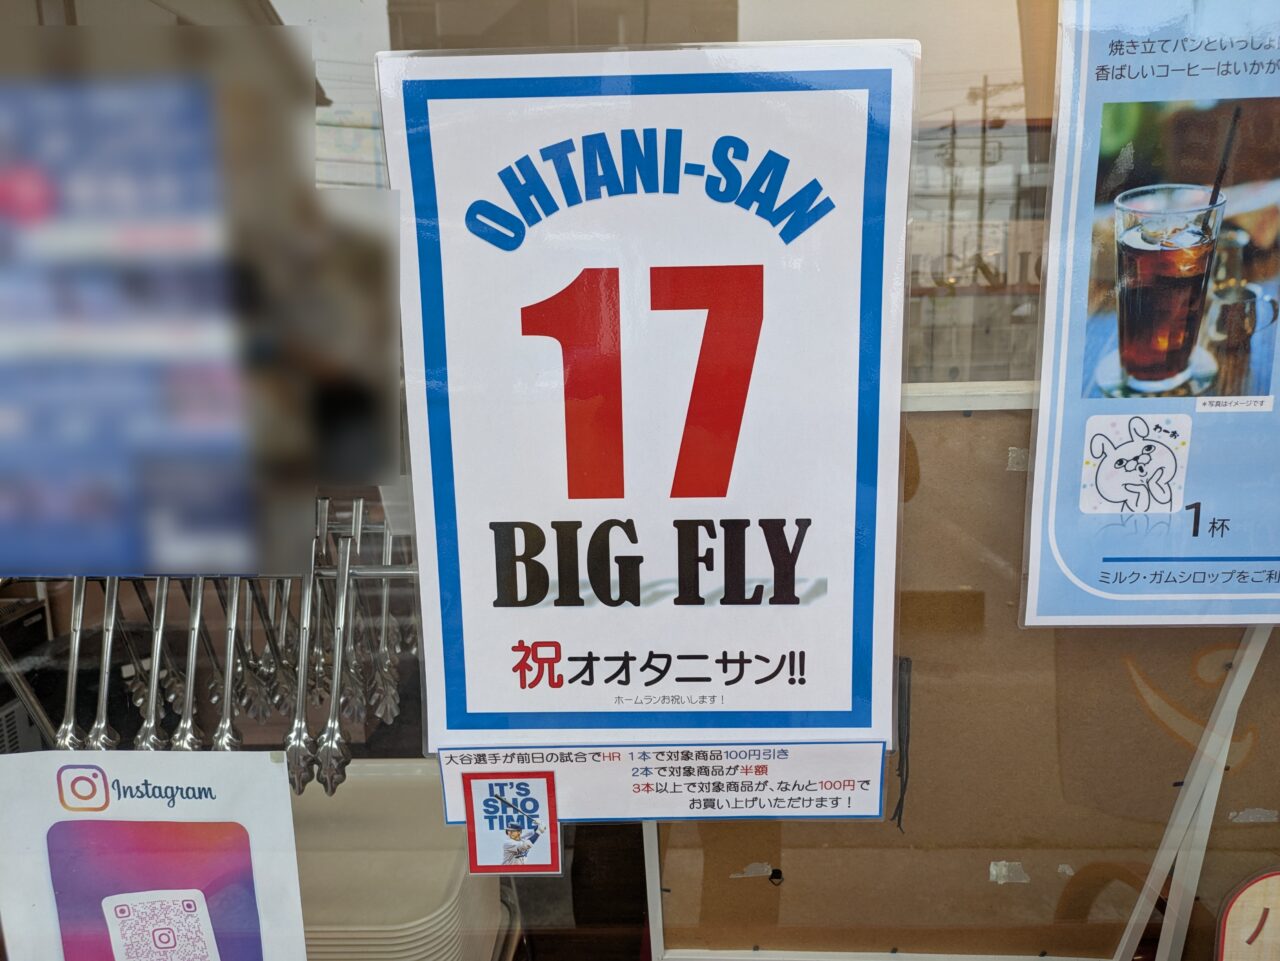 OHTANI-SAN
17
BIG FLY
祝オオタニサン!!
ホームランお祝いします！
大谷選手が前日の試合でHR 1本で対象商品100円引き
2本で対象商品が半額
3本以上で対象商品が、なんと100円で
お買い上げいただけます！
IT'S
SHO
TIME
Instagram
焼き立てパンといっしょ
香ばしいコーヒーはいかが
＊写真はイメージです
わーお
1杯
ミルク・ガムシロップをご利